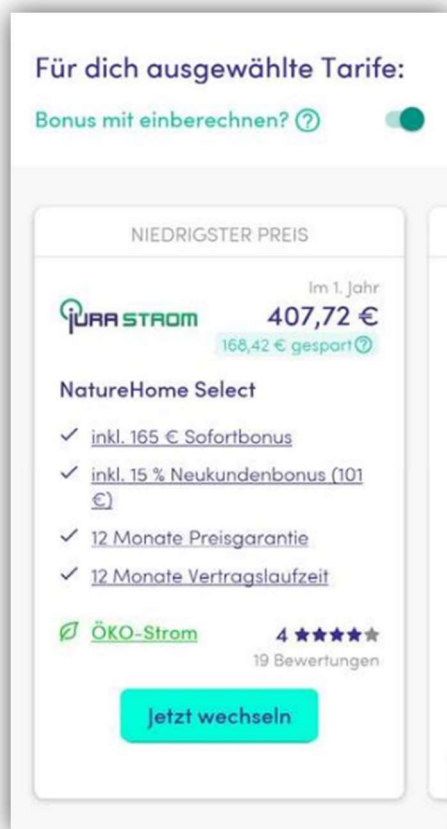 Für dich ausgewählte Tarife:
Bonus mit einberechnen? ?
NIEDRIGSTER PREIS
Im 1. Jahr
JURA STROM
407,72 €
168,42 € gespart ?
NatureHome Select
inkl. 165 € Sofortbonus
inkl. 15 % Neukundenbonus (101
€)
12 Monate Preisgarantie
12 Monate Vertragslaufzeit
ÖKO-Strom
4 ★★★★★
19 Bewertungen
Jetzt wechseln